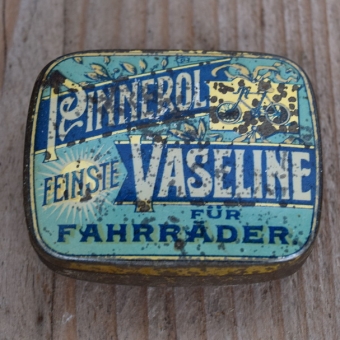 PINNEROL
FEINSTE VASELINE
FÜR
FAHRRÄDER